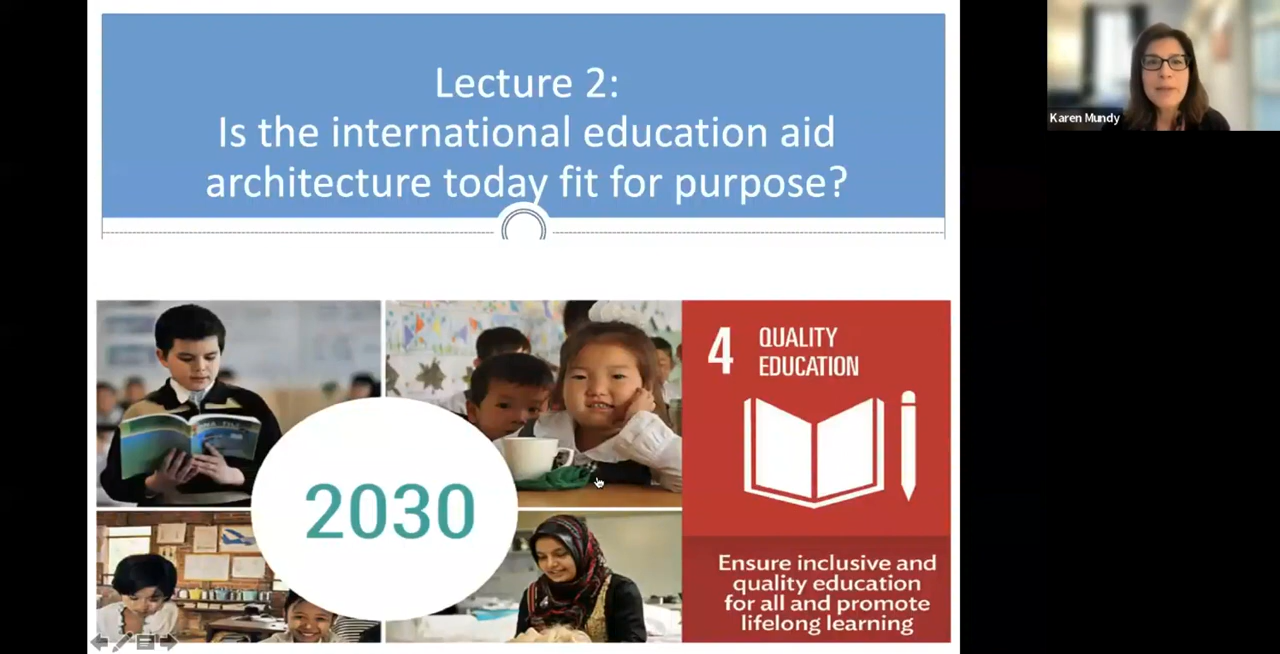 Lecture 2:
Is the international education aid
architecture today fit for purpose?
Karen Mundy
2030
4 QUALITY
EDUCATION
Ensure inclusive and
quality education
for all and promote
lifelong learning